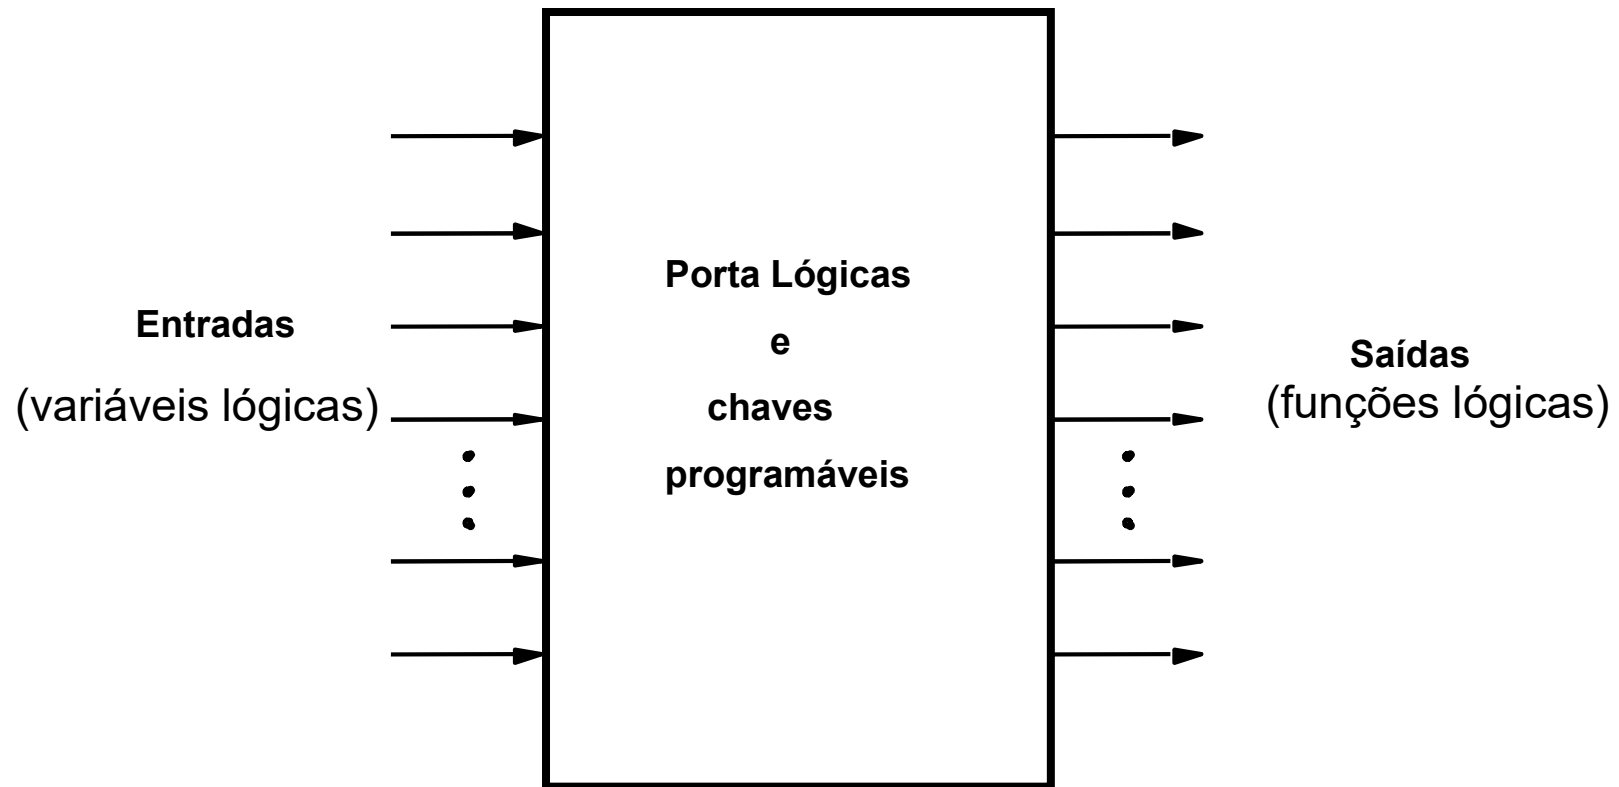 Entradas
(variáveis lógicas)
Porta Lógicas
e
chaves
programáveis
Saídas
(funções lógicas)